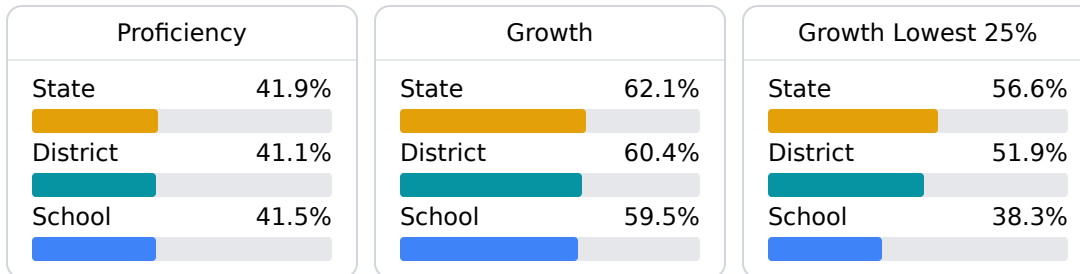 Proficiency
State 41.9%
District 41.1%
School 41.5%
Growth
State 62.1%
District 60.4%
School 59.5%
Growth Lowest 25%
State 56.6%
District 51.9%
School 38.3%